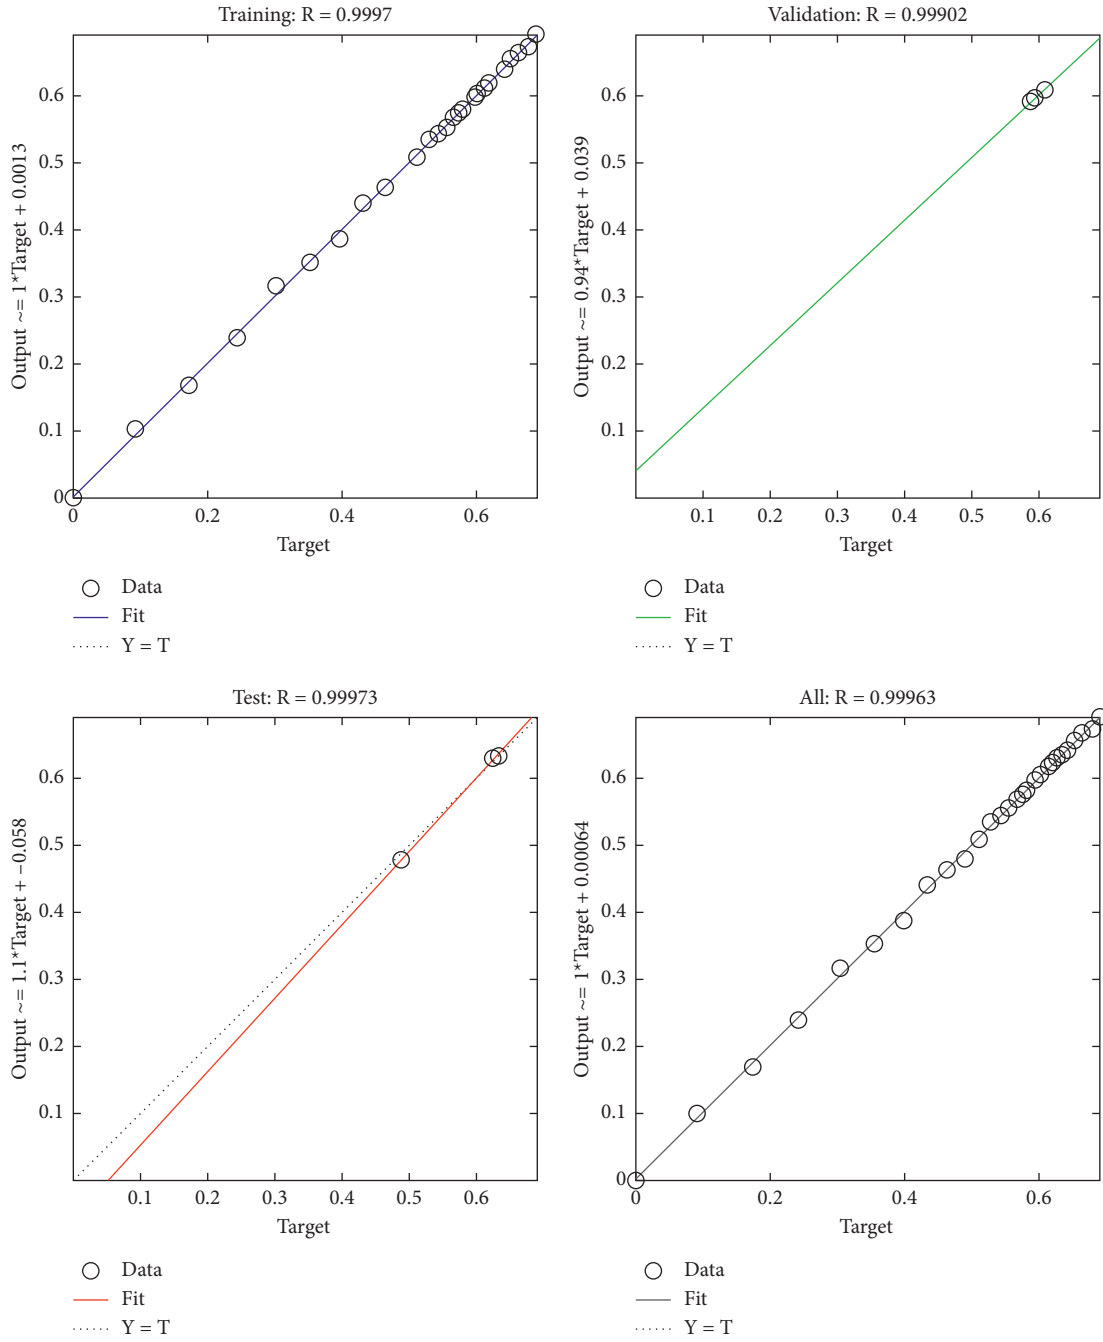 Training: R = 0.9997
Output ~= 1*Target + 0.0013
0.6
0.5
0.4
0.3
0.2
0.1
0
0 0.2 0.4 0.6
Target
Data
Fit
Y = T
Validation: R = 0.99902
Output ~= 0.94*Target + 0.039
0.6
0.5
0.4
0.3
0.2
0.1
0.1 0.2 0.3 0.4 0.5 0.6
Target
Data
Fit
Y = T
Test: R = 0.99973
Output ~= 1.1*Target + −0.058
0.6
0.5
0.4
0.3
0.2
0.1
0.1 0.2 0.3 0.4 0.5 0.6
Target
Data
Fit
Y = T
All: R = 0.99963
Output ~= 1*Target + 0.00064
0.6
0.5
0.4
0.3
0.2
0.1
0
0 0.2 0.4 0.6
Target
Data
Fit
Y = T